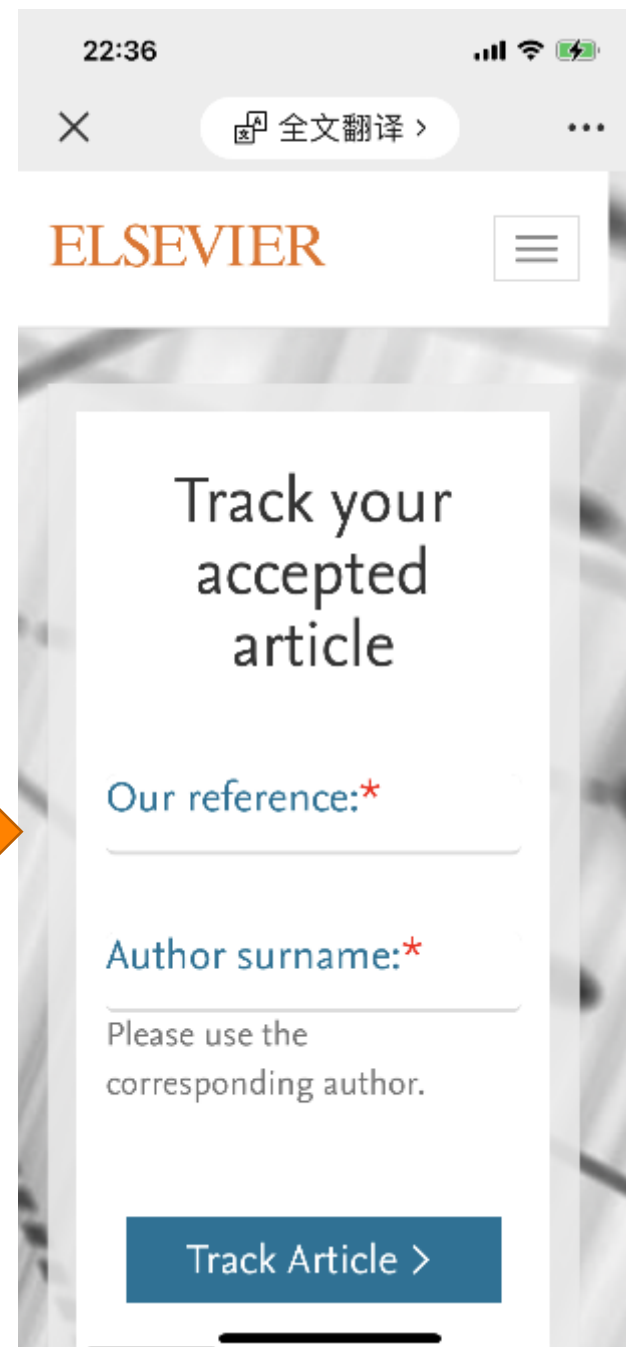 22:36
全文翻译 >
ELSEVIER
Track your
accepted
article
Our reference:*
Author surname:*
Please use the
corresponding author.
Track Article >